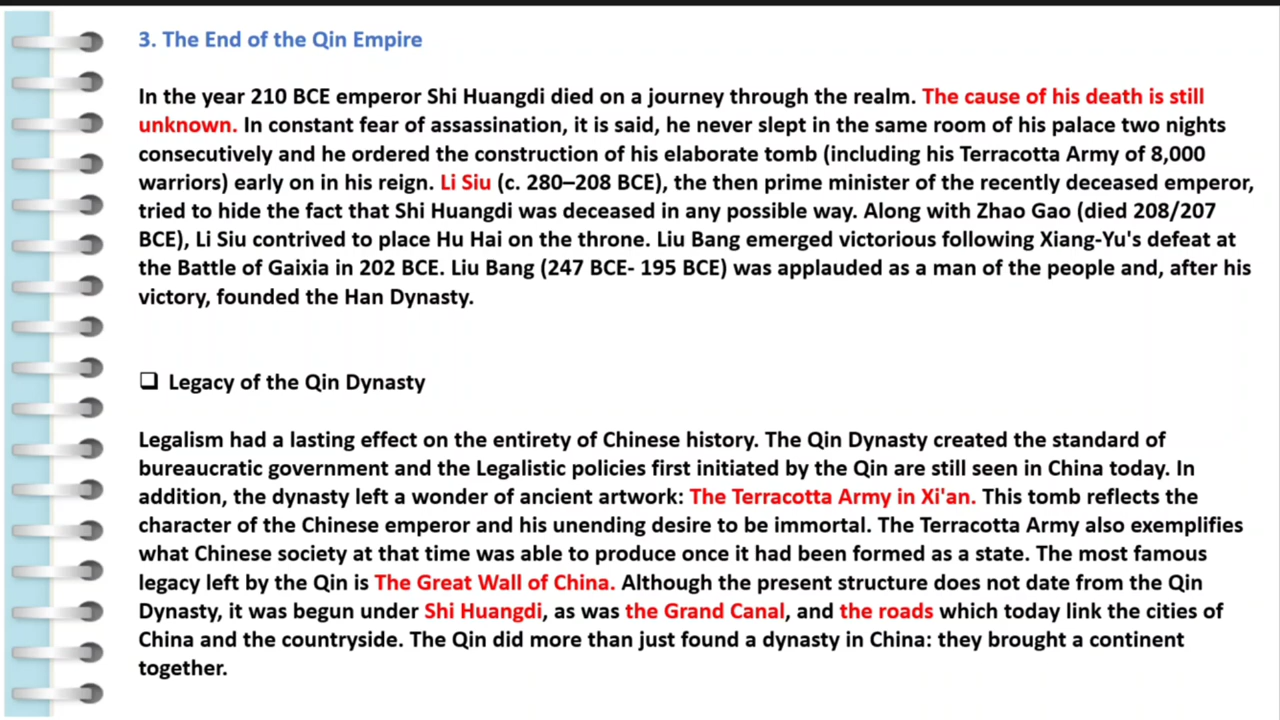 3. The End of the Qin Empire
In the year 210 BCE emperor Shi Huangdi died on a journey through the realm. The cause of his death is still
unknown. In constant fear of assassination, it is said, he never slept in the same room of his palace two nights
consecutively and he ordered the construction of his elaborate tomb (including his Terracotta Army of 8,000
warriors) early on in his reign. Li Siu (c. 280–208 BCE), the then prime minister of the recently deceased emperor,
tried to hide the fact that Shi Huangdi was deceased in any possible way. Along with Zhao Gao (died 208/207
BCE), Li Siu contrived to place Hu Hai on the throne. Liu Bang emerged victorious following Xiang-Yu's defeat at
the Battle of Gaixia in 202 BCE. Liu Bang (247 BCE- 195 BCE) was applauded as a man of the people and, after his
victory, founded the Han Dynasty.
❑ Legacy of the Qin Dynasty
Legalism had a lasting effect on the entirety of Chinese history. The Qin Dynasty created the standard of
bureaucratic government and the Legalistic policies first initiated by the Qin are still seen in China today. In
addition, the dynasty left a wonder of ancient artwork: The Terracotta Army in Xi'an. This tomb reflects the
character of the Chinese emperor and his unending desire to be immortal. The Terracotta Army also exemplifies
what Chinese society at that time was able to produce once it had been formed as a state. The most famous
legacy left by the Qin is The Great Wall of China. Although the present structure does not date from the Qin
Dynasty, it was begun under Shi Huangdi, as was the Grand Canal, and the roads which today link the cities of
China and the countryside. The Qin did more than just found a dynasty in China: they brought a continent
together.